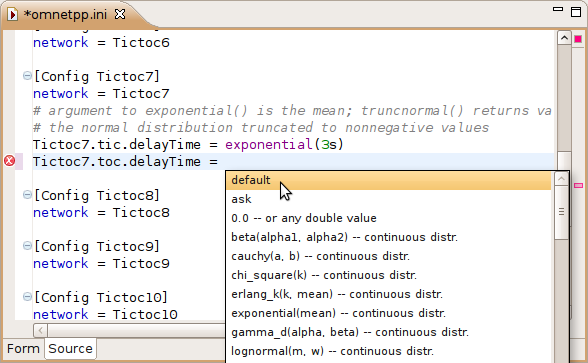 *omnetpp.ini
network = Tictoc6
[Config Tictoc7]
network = Tictoc7
# argument to exponential() is the mean; truncnormal() returns va
# the normal distribution truncated to nonnegative values
Tictoc7.tic.delayTime = exponential(3s)
Tictoc7.toc.delayTime =
default
ask
0.0 -- or any double value
beta(alpha1, alpha2) -- continuous distr.
cauchy(a, b) -- continuous distr.
chi_square(k) -- continuous distr.
erlang_k(k, mean) -- continuous distr.
exponential(mean) -- continuous distr.
gamma_d(alpha, beta) -- continuous distr.
lognormal(m, w) -- continuous distr.
[Config Tictoc8]
network = Tictoc8
[Config Tictoc9]
network = Tictoc9
[Config Tictoc10]
network = Tictoc10
Form Source